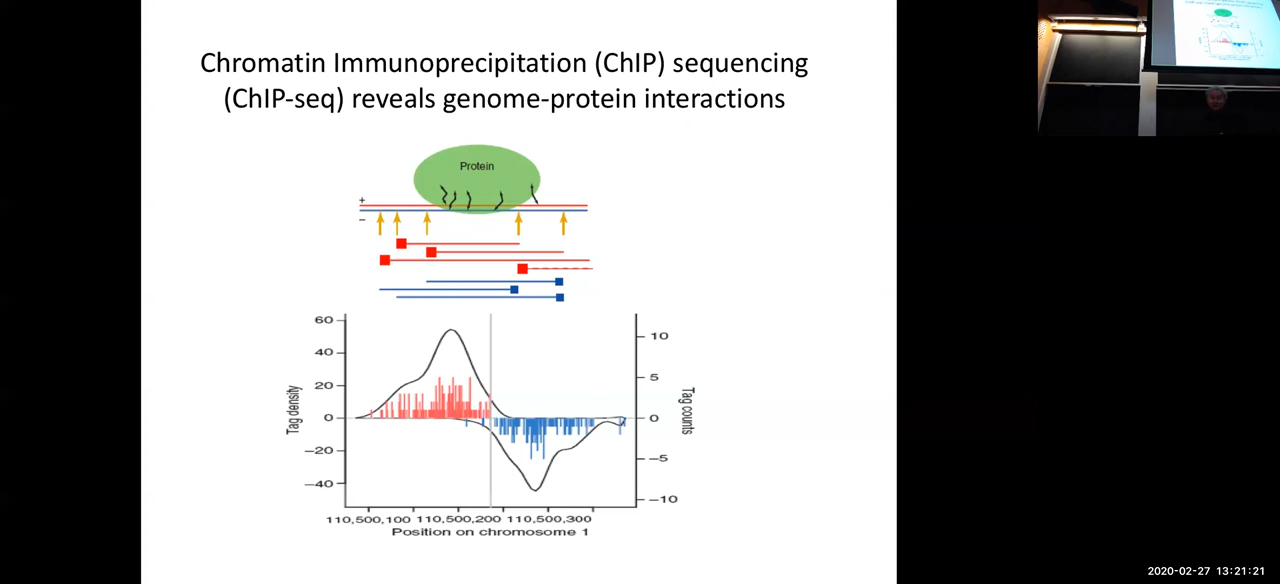 Chromatin Immunoprecipitation (ChIP) sequencing
(ChIP-seq) reveals genome-protein interactions
Protein
+
−
60
40
20
0
−20
−40
10
5
0
−5
−10
Tag density
Tag counts
110,500,100 110,500,200 110,500,300
Position on chromosome 1
2020-02-27 13:21:21